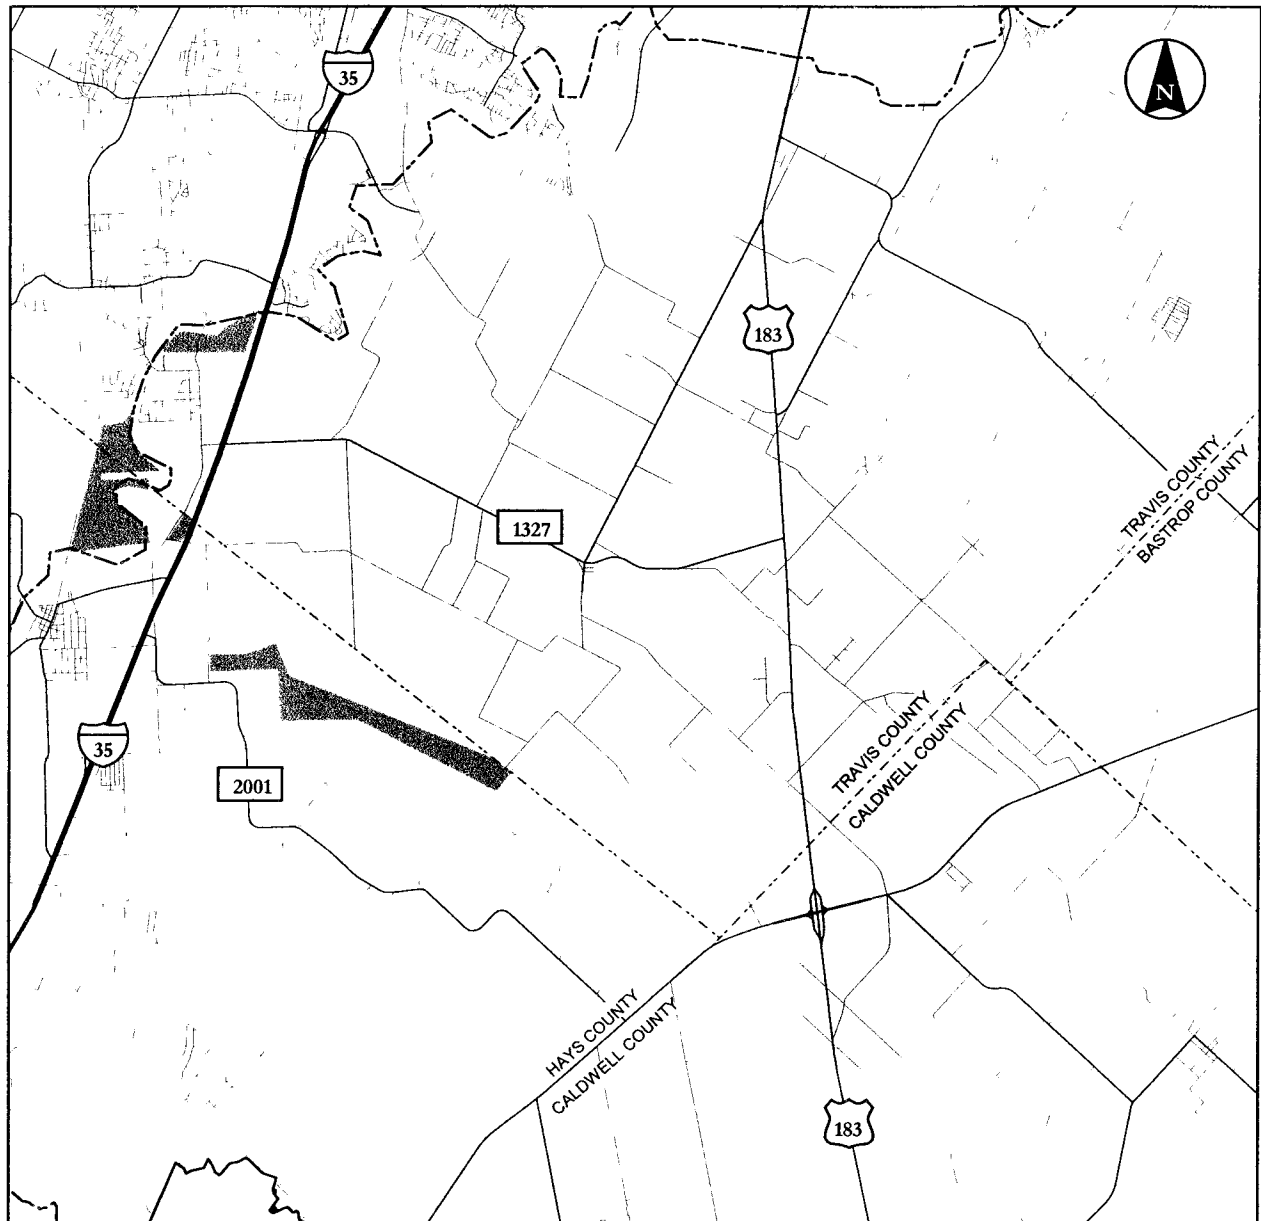 35
N
183
TRAVIS COUNTY
BASTROP COUNTY
1327
TRAVIS COUNTY
CALDWELL COUNTY
35
2001
HAYS COUNTY
CALDWELL COUNTY
183